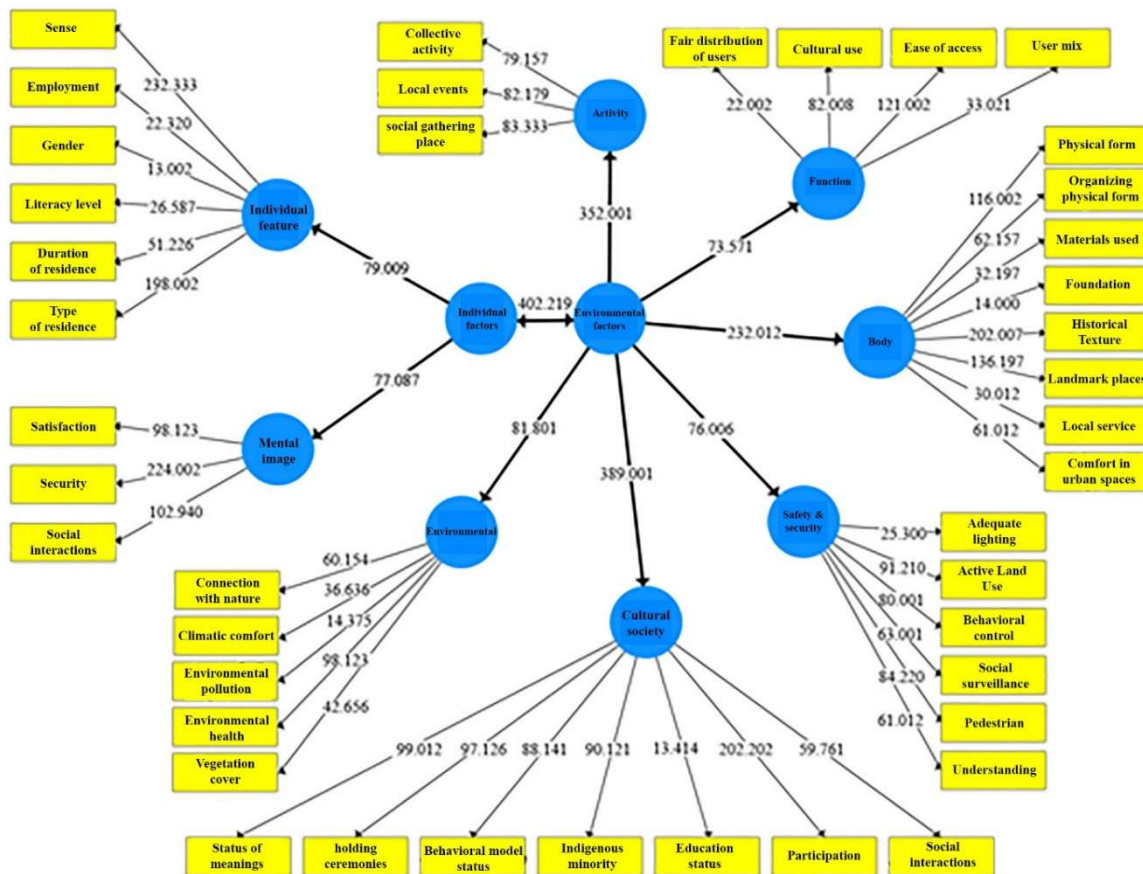 Sense
Employment
Gender
Literacy level
Duration
of residence
Type
of residence
232.333
22.320
13.002
26.587
51.226
198.002
Individual
feature
Collective
activity
Local events
social gathering
place
79.157
82.179
83.333
Activity
Fair distribution
of users
Cultural use
Ease of access
User mix
22.002
82.008
121.002
33.021
Function
Physical form
Organizing
physical form
Materials used
Foundation
Historical
Texture
Landmark places
Local service
Comfort in
urban spaces
116.002
62.157
32.197
14.000
202.007
136.197
30.012
61.012
Body
352.001
73.571
79.009
Individual
factors
402.219
Environmental
factors
232.012
77.087
81.801
389.001
76.006
Satisfaction
Security
Social
interactions
98.123
224.002
102.940
Mental
image
Environmental
Connection
with nature
Climatic comfort
Environmental
pollution
Environmental
health
Vegetation
cover
60.154
36.636
14.375
98.123
42.656
Safety &
security
25.300
91.210
80.001
63.001
84.220
61.012
Adequate
lighting
Active Land
Use
Behavioral
control
Social
surveillance
Pedestrian
Understanding
Cultural
society
99.012
97.126
88.141
90.121
13.414
202.202
59.761
Status of
meanings
holding
ceremonies
Behavioral model
status
Indigenous
minority
Education
status
Participation
Social
interactions